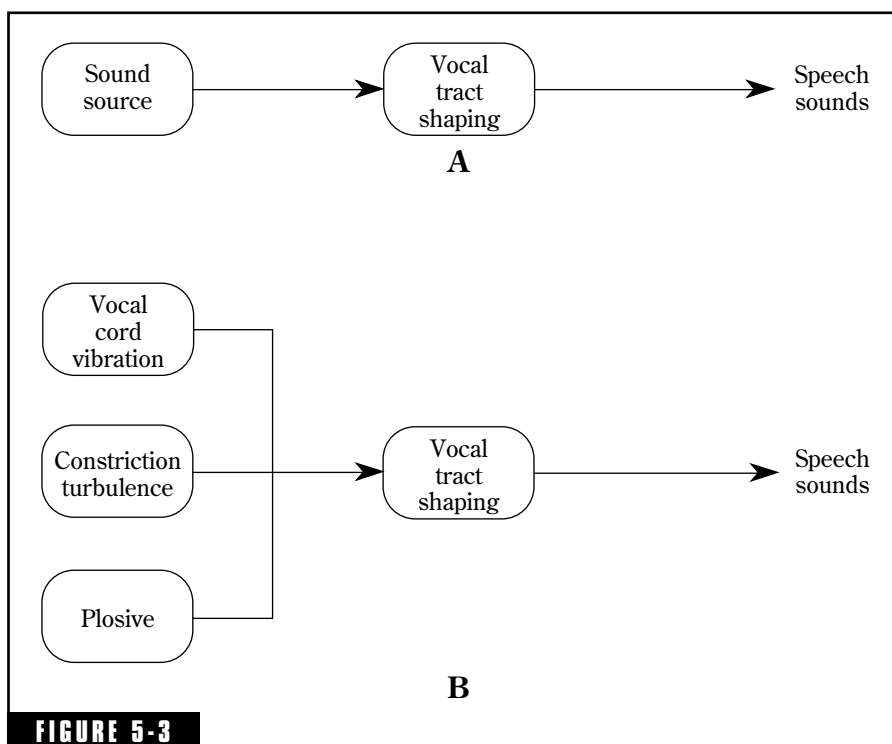 Sound
source
Vocal
tract
shaping
Speech
sounds
A
Vocal
cord
vibration
Constriction
turbulence
Plosive
Vocal
tract
shaping
Speech
sounds
B
FIGURE 5-3